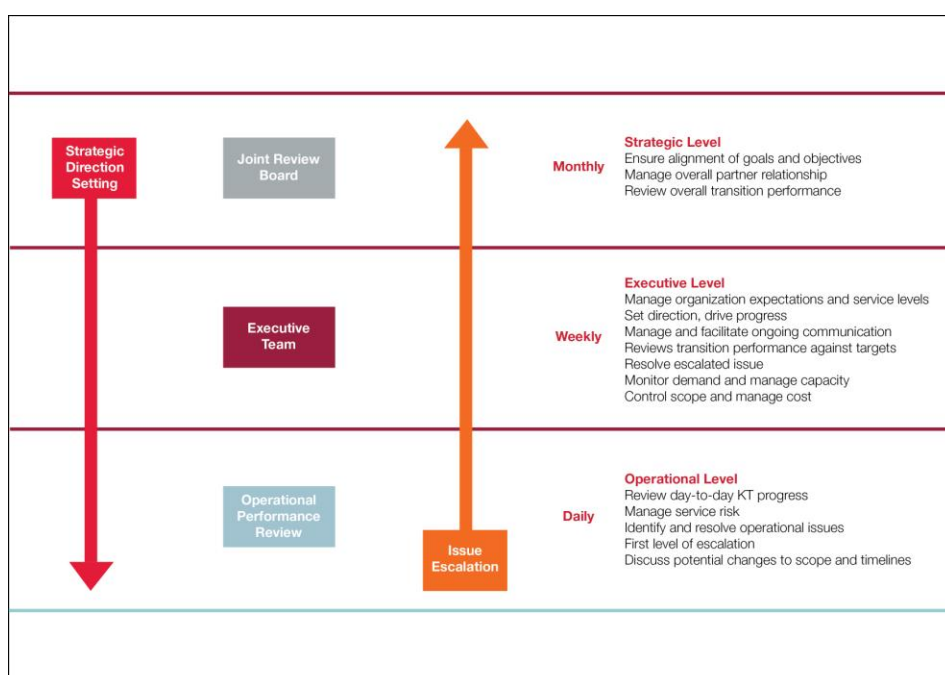 Strategic
Direction
Setting
Joint Review
Board
Monthly
Strategic Level
Ensure alignment of goals and objectives
Manage overall partner relationship
Review overall transition performance
Executive
Team
Weekly
Executive Level
Manage organization expectations and service levels
Set direction, drive progress
Manage and facilitate ongoing communication
Reviews transition performance against targets
Resolve escalated issue
Monitor demand and manage capacity
Control scope and manage cost
Operational
Performance
Review
Issue
Escalation
Daily
Operational Level
Review day-to-day KT progress
Manage service risk
Identify and resolve operational issues
First level of escalation
Discuss potential changes to scope and timelines